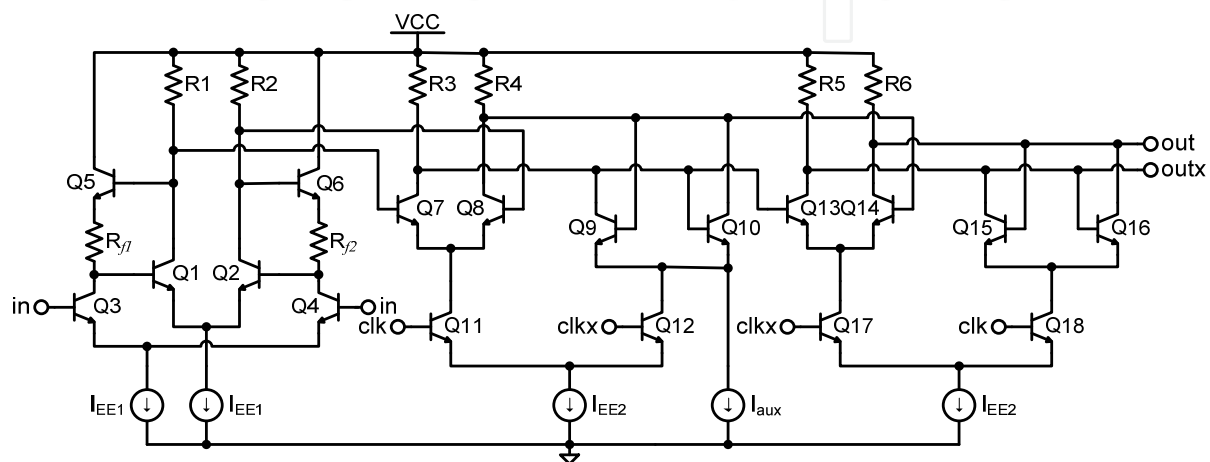 VCC
R1
R2
R3
R4
R5
R6
out
outx
Q5
Q6
Q7
Q8
Q9
Q10
Q13
Q14
Q15
Q16
Rf1
Rf2
Q1
Q2
in
Q3
Q4
in
clk
Q11
clkx
Q12
clkx
Q17
clk
Q18
IEE1
IEE1
IEE2
Iaux
IEE2